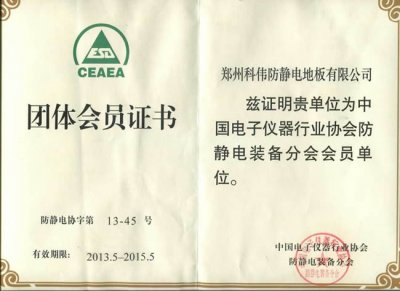 ESD
CEAEA
团体会员证书
防静电协字第 13-45 号
有效期限: 2013.5–2015.5
郑州科伟防静电地板有限公司
兹证明贵单位为中
国电子仪器行业协会防
静电装备分会会员单
位。
中国电子仪器行业协会
防静电装备分会